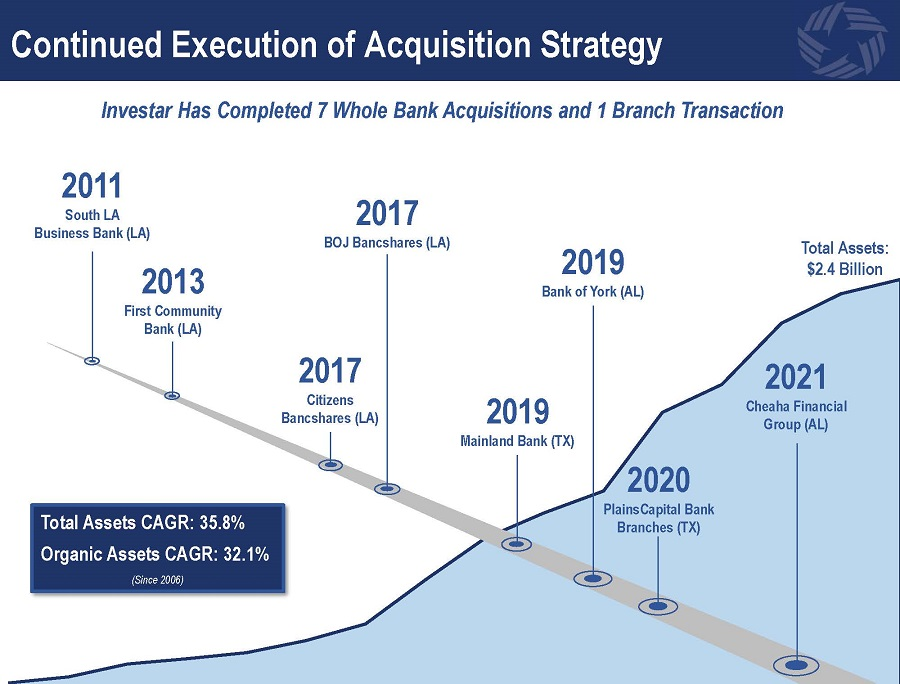 Continued Execution of Acquisition Strategy
Investar Has Completed 7 Whole Bank Acquisitions and 1 Branch Transaction
2011
South LA
Business Bank (LA)
2013
First Community
Bank (LA)
2017
Citizens
Bancshares (LA)
2017
BOJ Bancshares (LA)
2019
Mainland Bank (TX)
2019
Bank of York (AL)
2020
PlainsCapital Bank
Branches (TX)
2021
Cheaha Financial
Group (AL)
Total Assets:
$2.4 Billion
Total Assets CAGR: 35.8%
Organic Assets CAGR: 32.1%
(Since 2006)